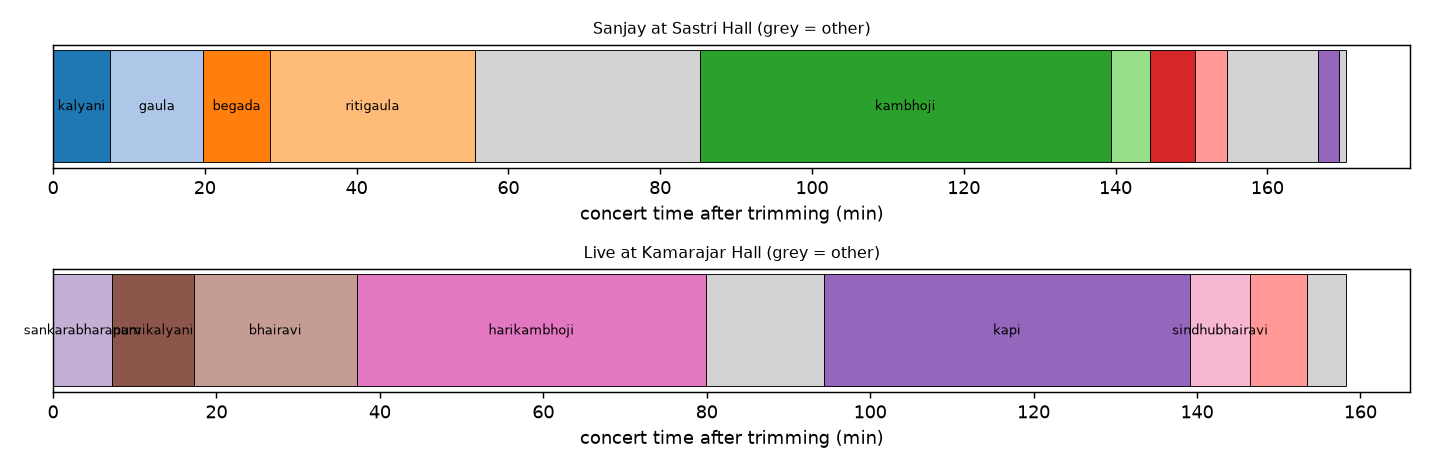 Sanjay at Sastri Hall (grey = other)
kalyani gaula begada ritigaula kambhoji
0 20 40 60 80 100 120 140 160
concert time after trimming (min)
Live at Kamarajar Hall (grey = other)
sankarabharanam purvikalyani bhairavi harikambhoji kapi sindhubhairavi
0 20 40 60 80 100 120 140 160
concert time after trimming (min)